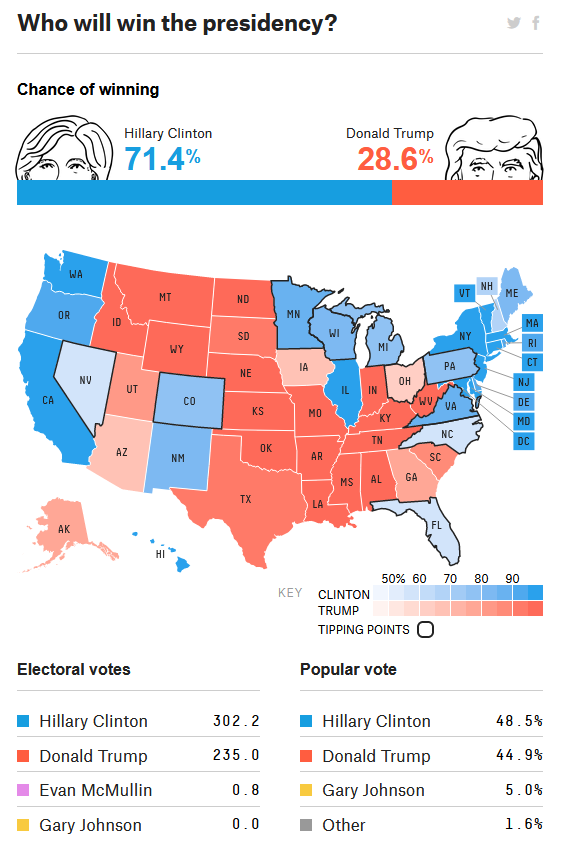 Who will win the presidency?
Chance of winning
Hillary Clinton
71.4%
Donald Trump
28.6%
WA
OR
CA
NV
ID
MT
WY
UT
AZ
CO
NM
ND
SD
NE
KS
OK
TX
MN
IA
MO
AR
LA
WI
IL
MI
IN
OH
KY
TN
MS
AL
GA
FL
SC
NC
VA
WV
PA
NY
VT
NH
ME
MA
RI
CT
NJ
DE
MD
DC
AK
HI
50% 60 70 80 90
KEY CLINTON
TRUMP
TIPPING POINTS
Electoral votes
Hillary Clinton 302.2
Donald Trump 235.0
Evan McMullin 0.8
Gary Johnson 0.0
Popular vote
Hillary Clinton 48.5%
Donald Trump 44.9%
Gary Johnson 5.0%
Other 1.6%